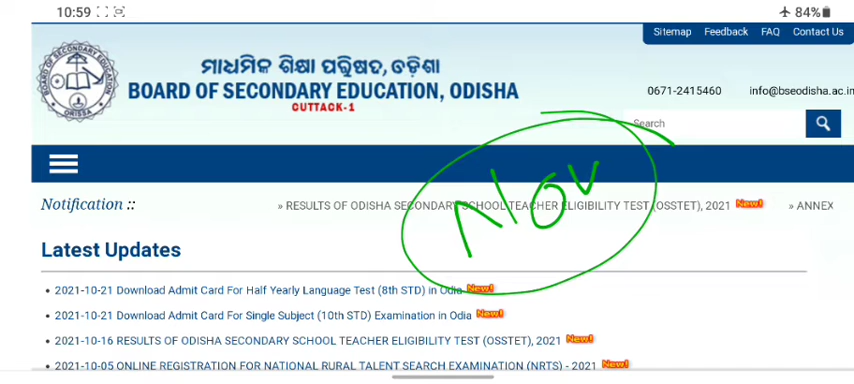 10:59
84%
Sitemap Feedback FAQ Contact Us
ମାଧ୍ୟମିକ ଶିକ୍ଷା ପରିଷଦ, ଓଡ଼ିଶା
BOARD OF SECONDARY EDUCATION, ODISHA
CUTTACK-1
0671-2415460 info@bseodisha.ac.in
Search
Nov
Notification :: » RESULTS OF ODISHA SECONDARY SCHOOL TEACHER ELIGIBILITY TEST (OSSTET), 2021 New! » ANNEX
Latest Updates
2021-10-21 Download Admit Card For Half Yearly Language Test (8th STD) in Odia New!
2021-10-21 Download Admit Card For Single Subject (10th STD) Examination in Odia New!
2021-10-16 RESULTS OF ODISHA SECONDARY SCHOOL TEACHER ELIGIBILITY TEST (OSSTET), 2021 New!
2021-10-05 ONLINE REGISTRATION FOR NATIONAL RURAL TALENT SEARCH EXAMINATION (NRTS) - 2021 New!